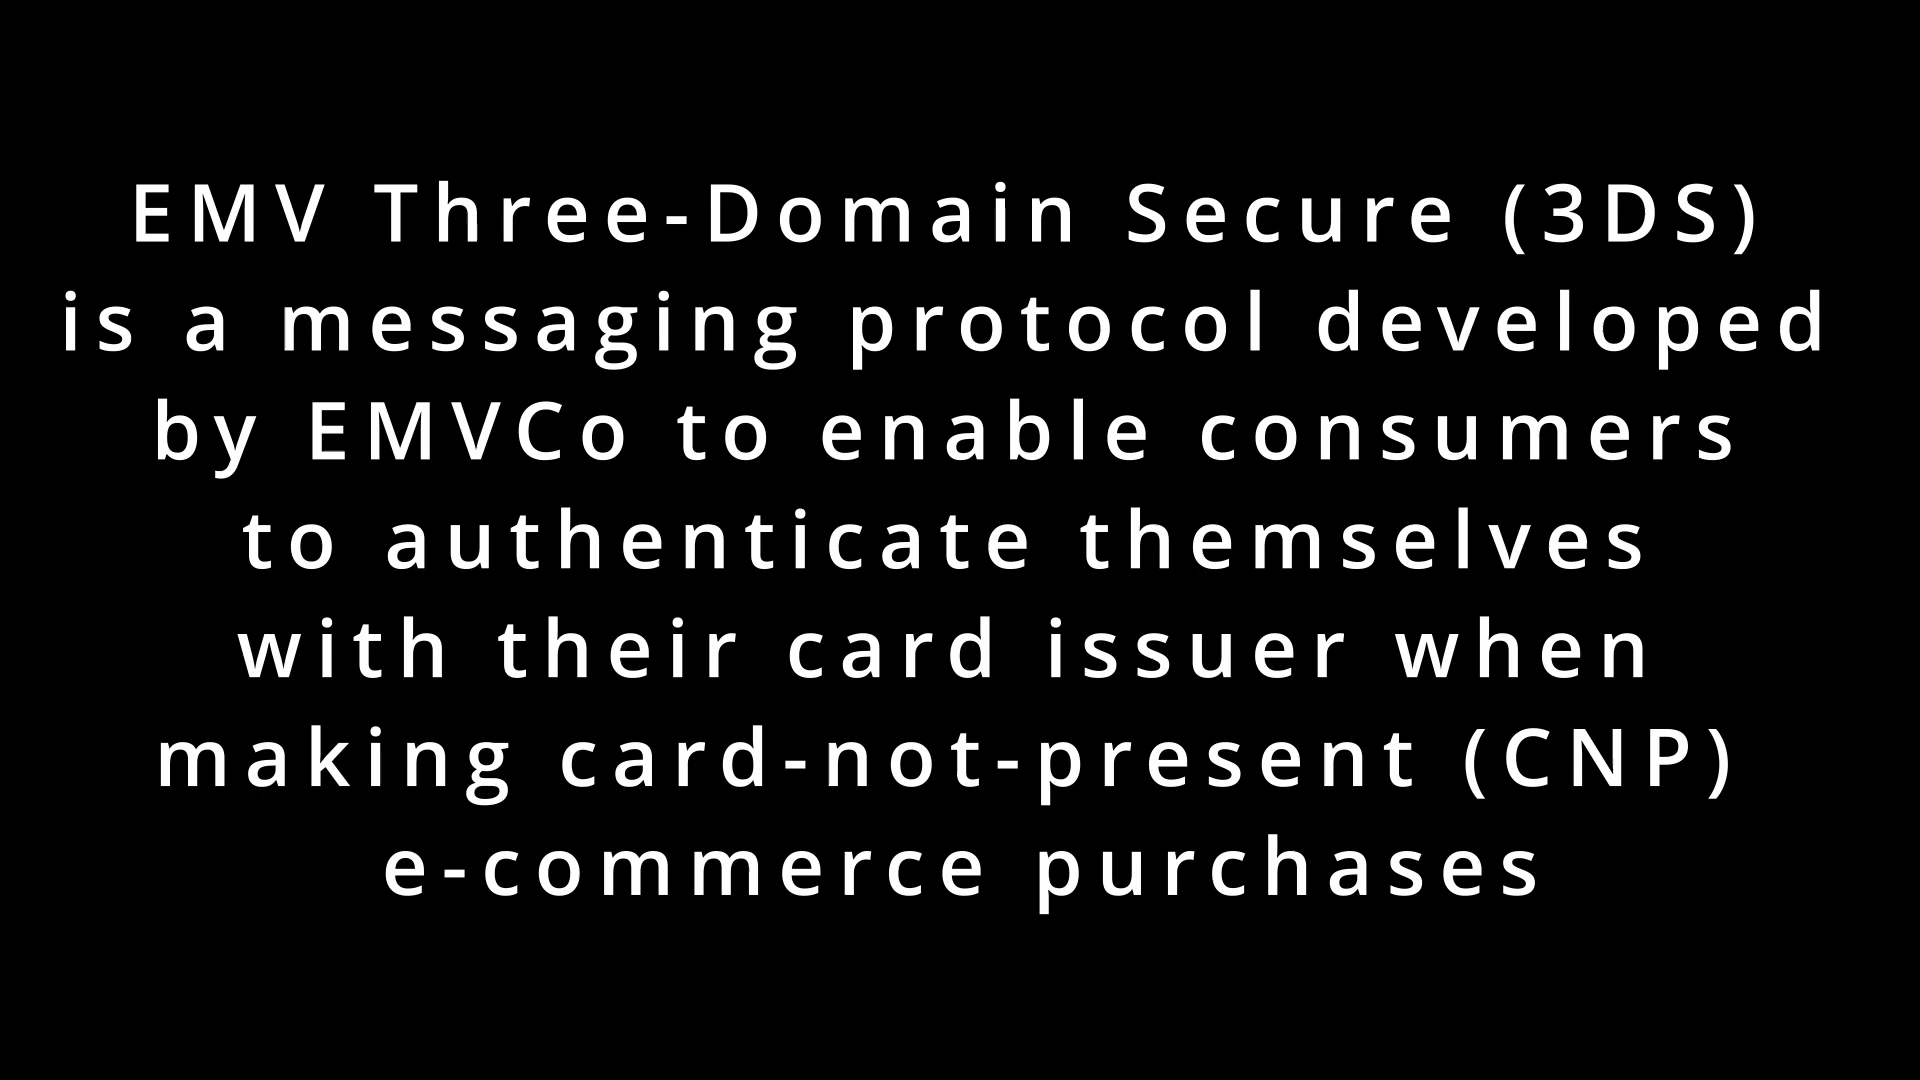 EMV Three-Domain Secure (3DS)
is a messaging protocol developed
by EMVCo to enable consumers
to authenticate themselves
with their card issuer when
making card-not-present (CNP)
e-commerce purchases